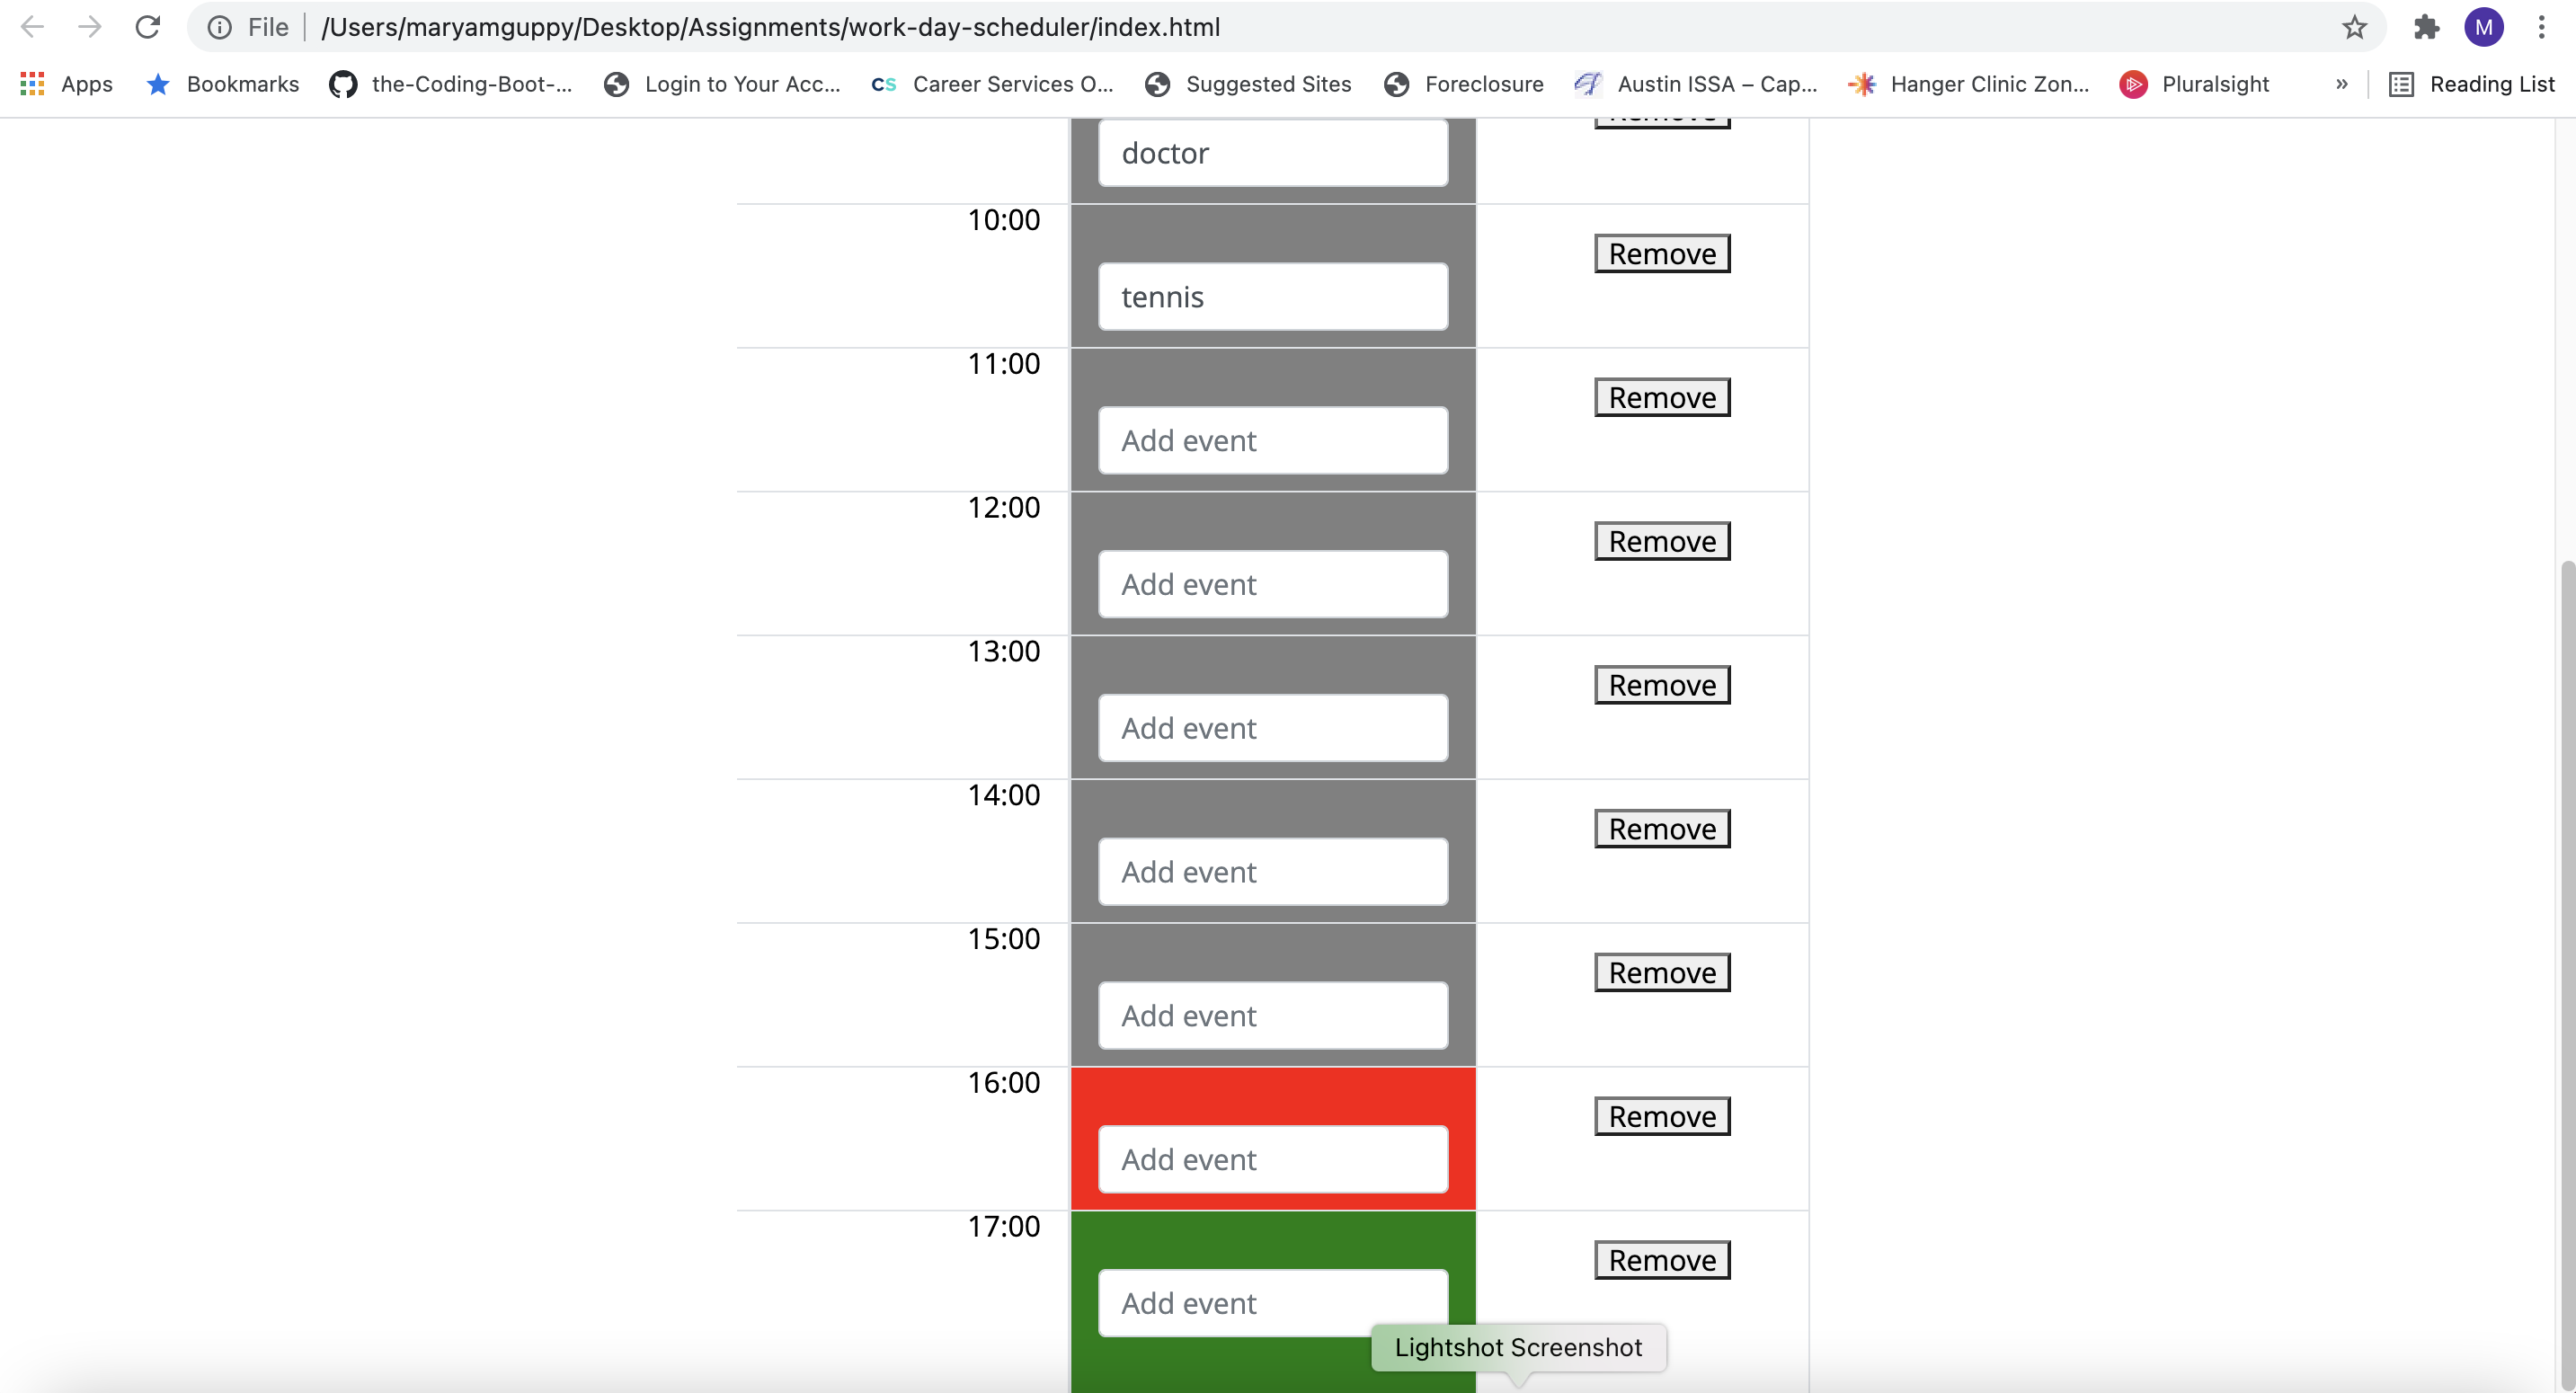 File /Users/maryamguppy/Desktop/Assignments/work-day-scheduler/index.html M
Apps Bookmarks the-Coding-Boot-... Login to Your Acc... CS Career Services O... Suggested Sites Foreclosure Austin ISSA – Cap... Hanger Clinic Zon... Pluralsight » Reading List
Remove
doctor
10:00
Remove
tennis
11:00
Remove
Add event
12:00
Remove
Add event
13:00
Remove
Add event
14:00
Remove
Add event
15:00
Remove
Add event
16:00
Remove
Add event
17:00
Remove
Add event
Lightshot Screenshot